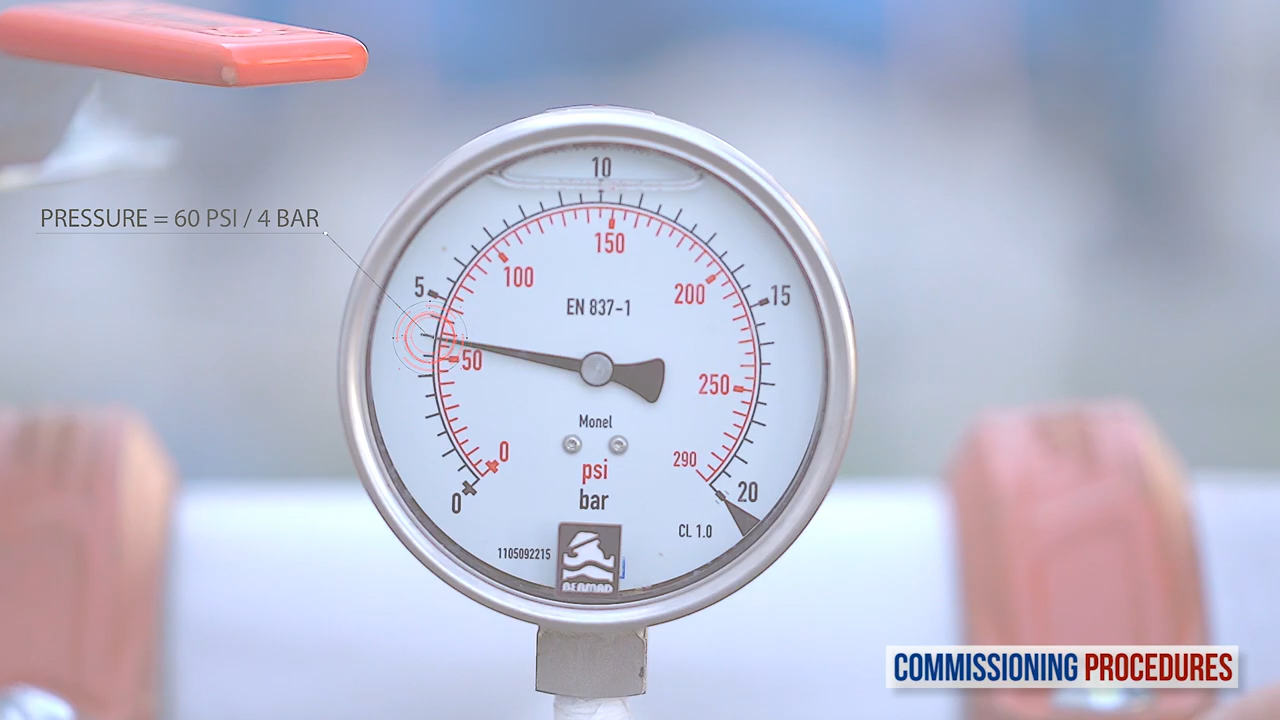 PRESSURE = 60 PSI / 4 BAR
10
150
100
5
200
15
EN 837-1
50
250
Monel
0
290
psi
0
bar
20
CL 1.0
1105092215
BERMAD
COMMISSIONING PROCEDURES